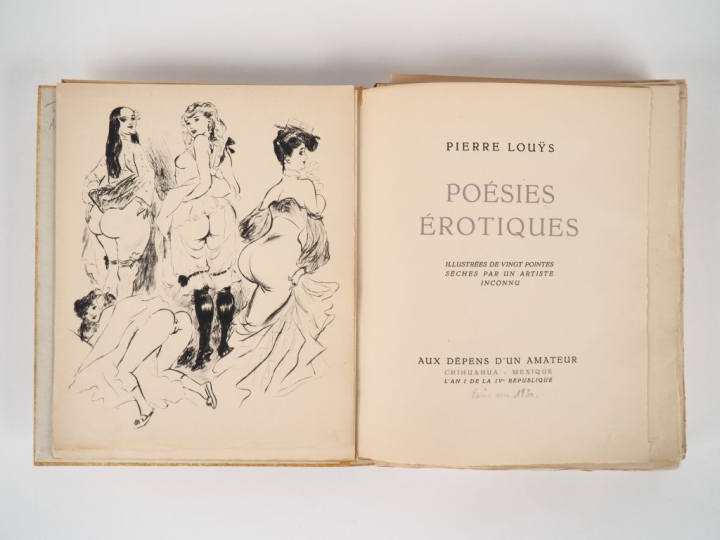 PIERRE LOUŸS
POÉSIES
ÉROTIQUES
ILLUSTRÉES DE VINGT POINTES
SÈCHES PAR UN ARTISTE
INCONNU
AUX DÉPENS D'UN AMATEUR
CHIHUAHUA - MEXIQUE
L'AN I DE LA IVe RÉPUBLIQUE